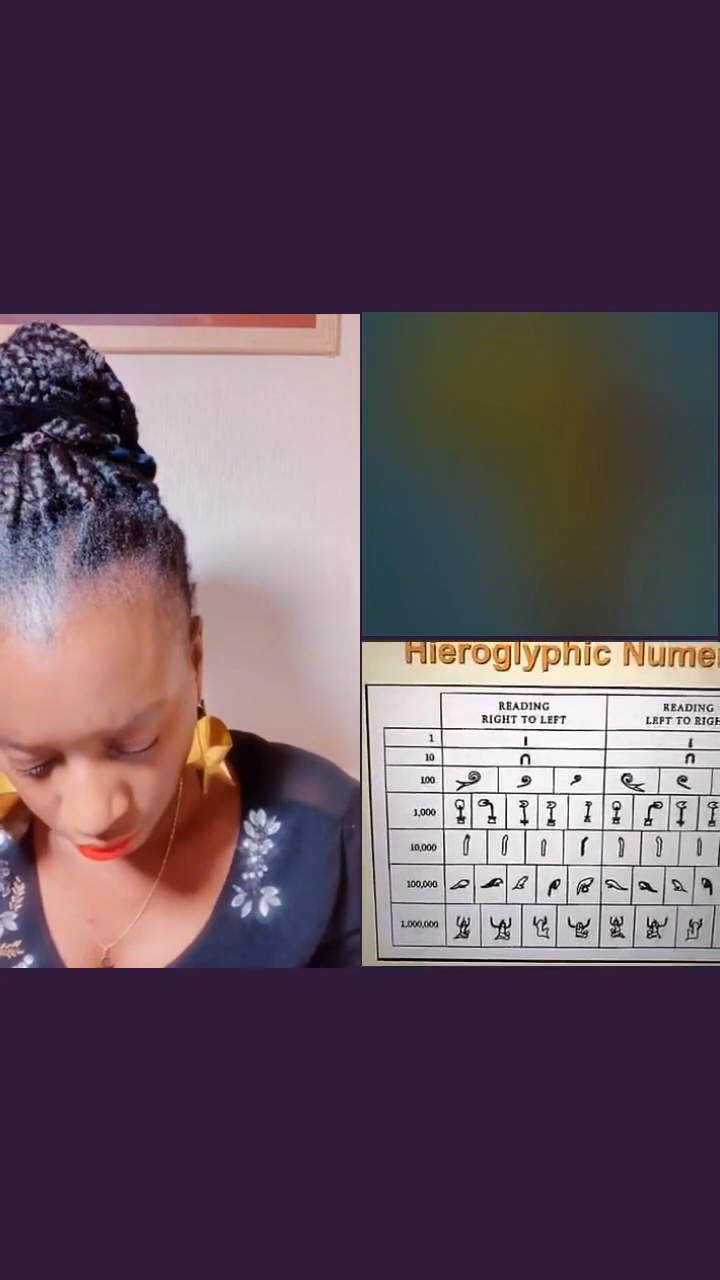 Hieroglyphic Nume
READING
RIGHT TO LEFT
READING
LEFT TO RIGH
1
10
100
1,000
10,000
100,000
1,000,000